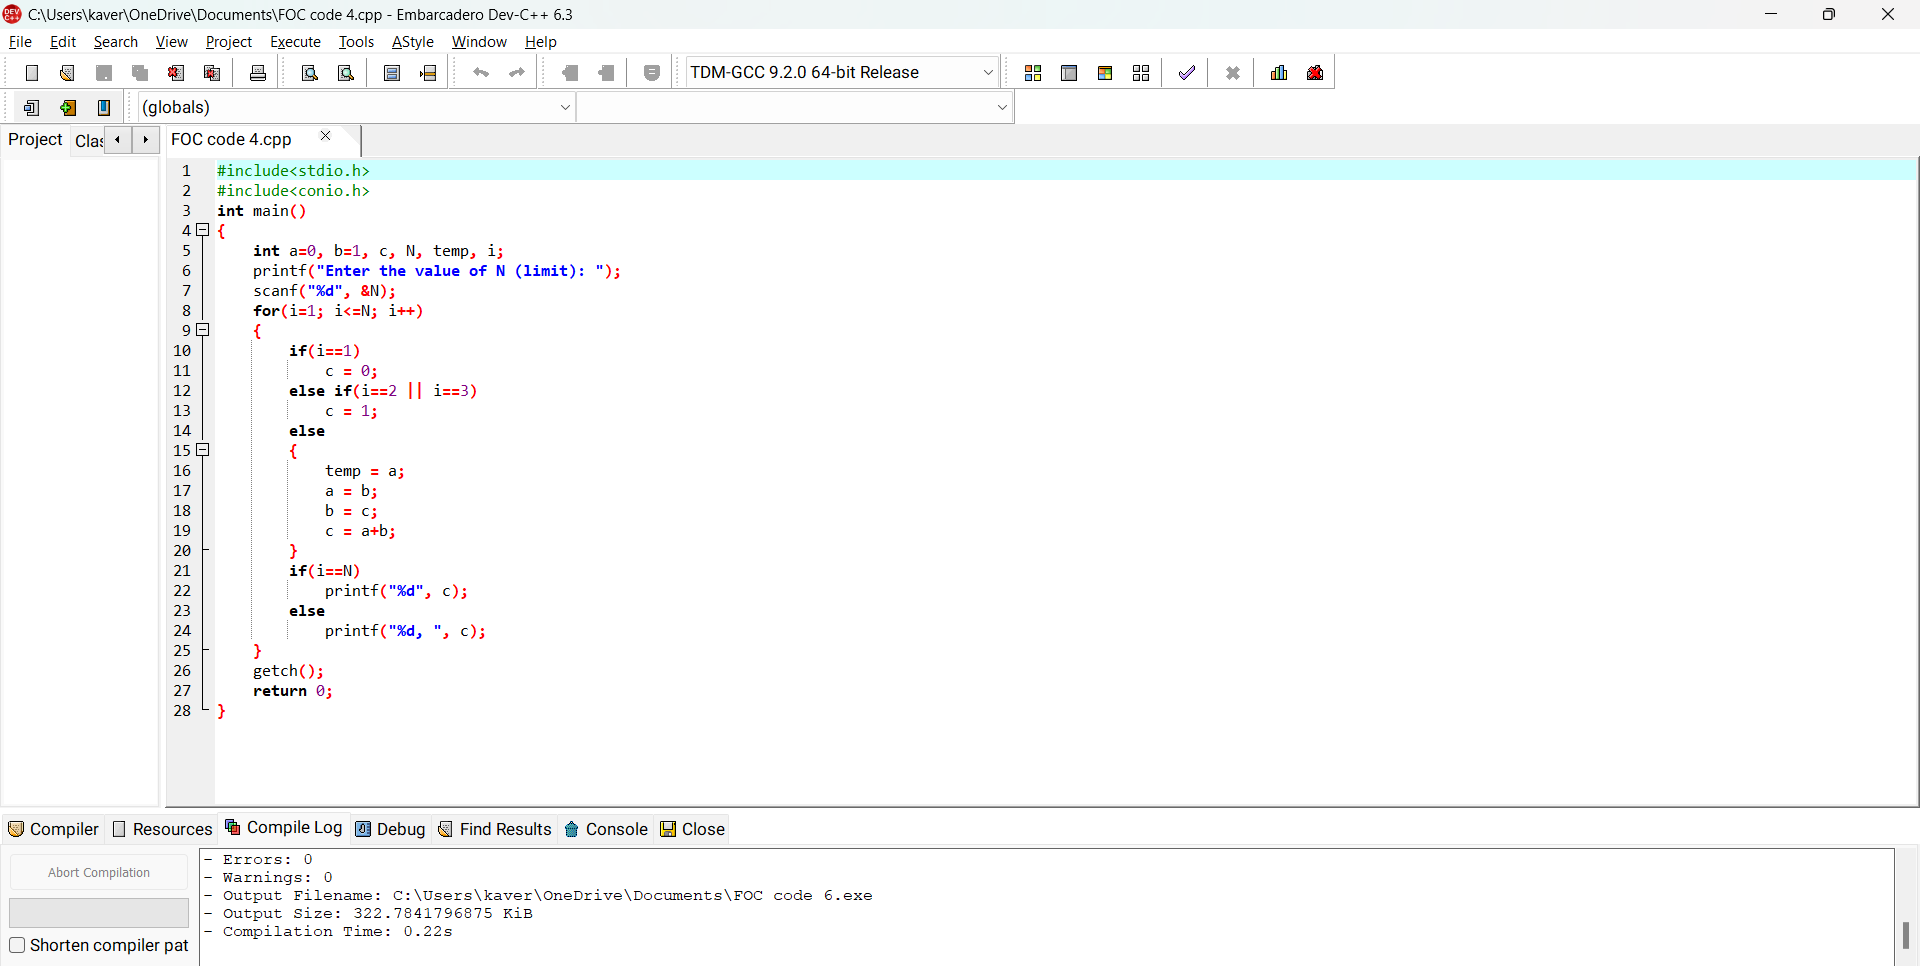 C:\Users\kaver\OneDrive\Documents\FOC code 4.cpp - Embarcadero Dev-C++ 6.3
File Edit Search View Project Execute Tools AStyle Window Help
TDM-GCC 9.2.0 64-bit Release
(globals)
Project Clas FOC code 4.cpp
1 #include<stdio.h>
2 #include<conio.h>
3 int main()
4 {
5 int a=0, b=1, c, N, temp, i;
6 printf("Enter the value of N (limit): ");
7 scanf("%d", &N);
8 for(i=1; i<=N; i++)
9 {
10 if(i==1)
11 c = 0;
12 else if(i==2 || i==3)
13 c = 1;
14 else
15 {
16 temp = a;
17 a = b;
18 b = c;
19 c = a+b;
20 }
21 if(i==N)
22 printf("%d", c);
23 else
24 printf("%d, ", c);
25 }
26 getch();
27 return 0;
28 }
Compiler Resources Compile Log Debug Find Results Console Close
Abort Compilation
Shorten compiler pat
- Errors: 0
- Warnings: 0
- Output Filename: C:\Users\kaver\OneDrive\Documents\FOC code 6.exe
- Output Size: 322.7841796875 KiB
- Compilation Time: 0.22s